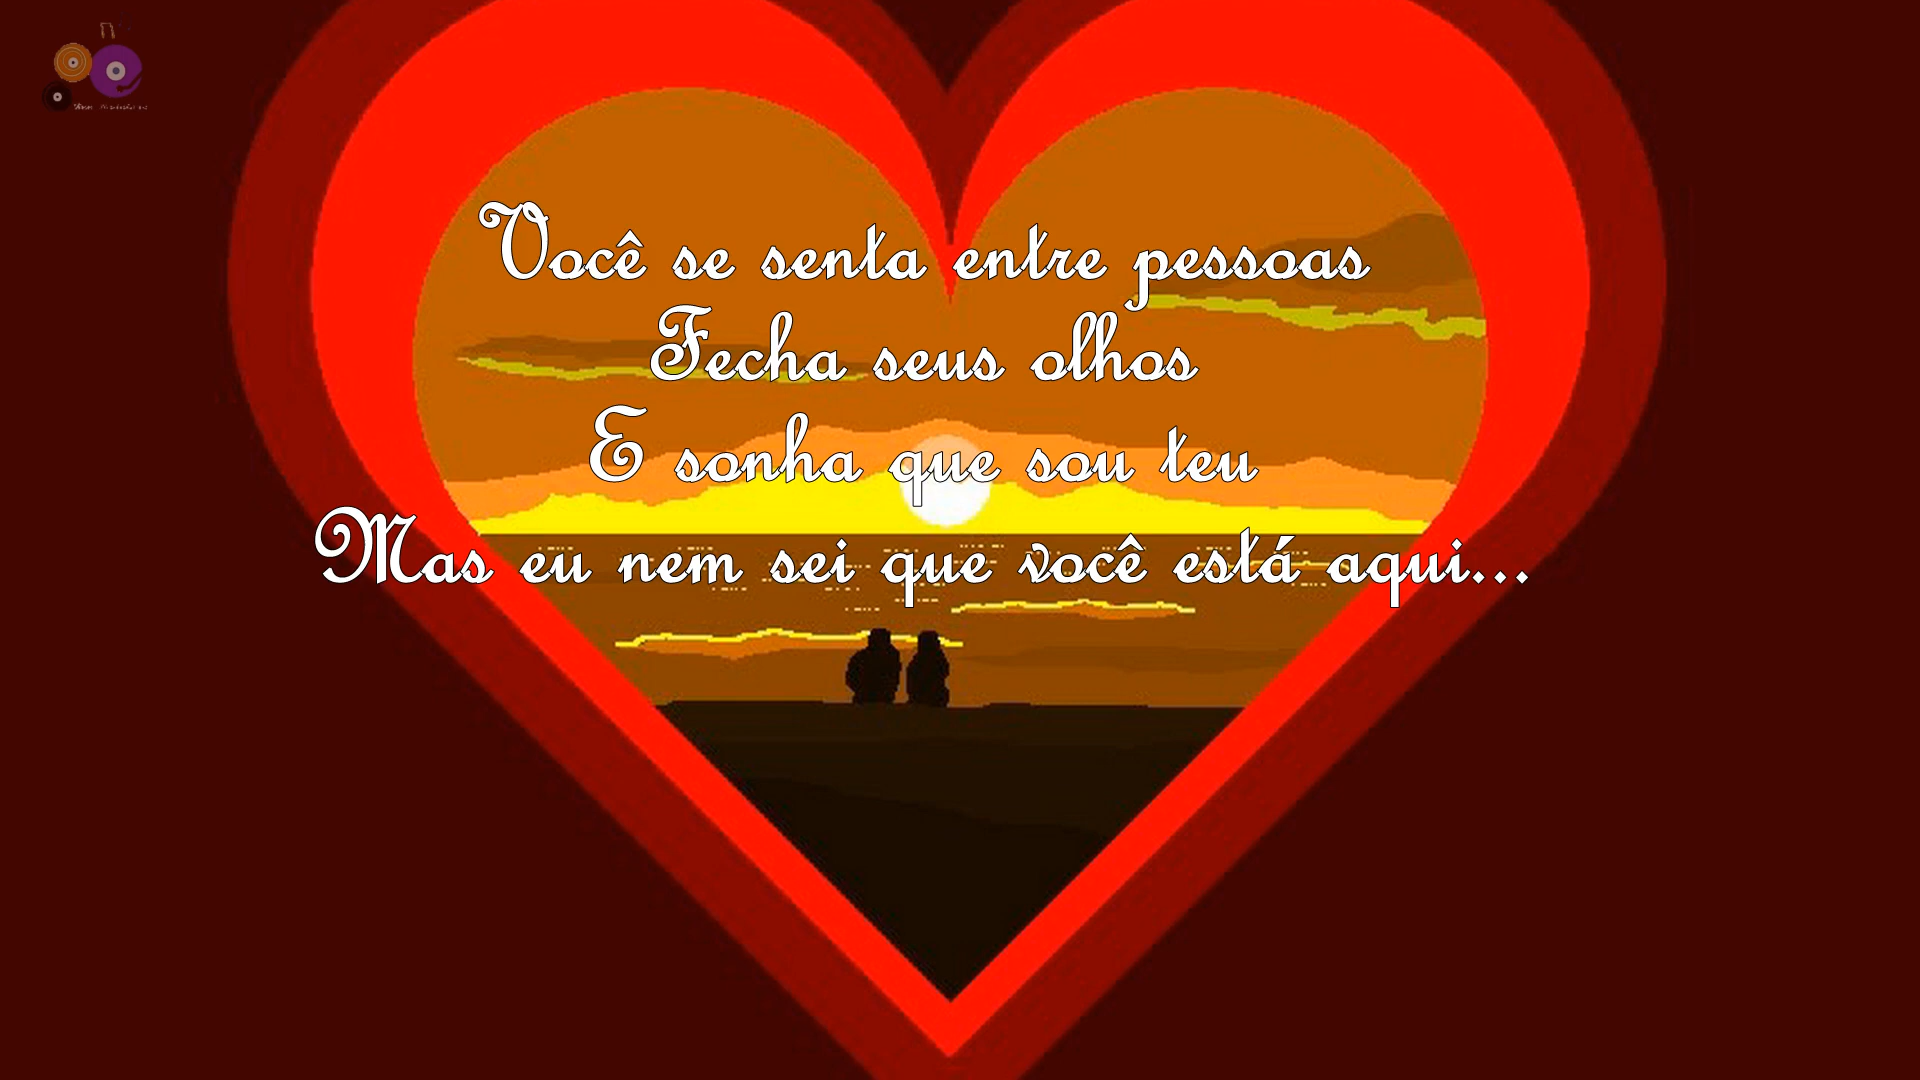 Você se senta entre pessoas
Fecha seus olhos
E sonha que sou teu
Mas eu nem sei que você está aqui...